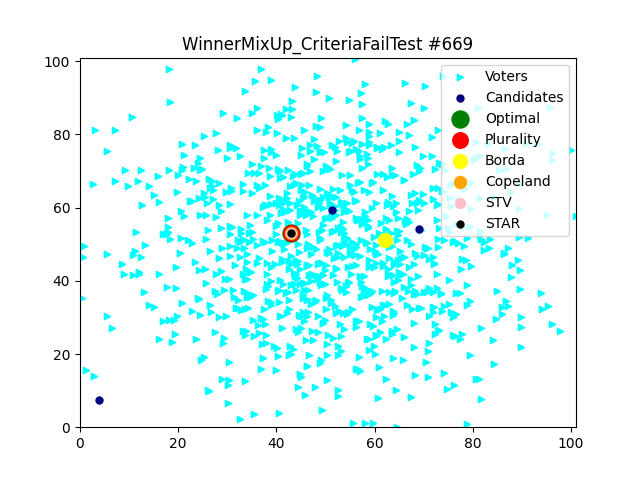 WinnerMixUp_CriteriaFailTest #669
100
80
60
40
20
0
0
20
40
60
80
100
Voters
Candidates
Optimal
Plurality
Borda
Copeland
STV
STAR